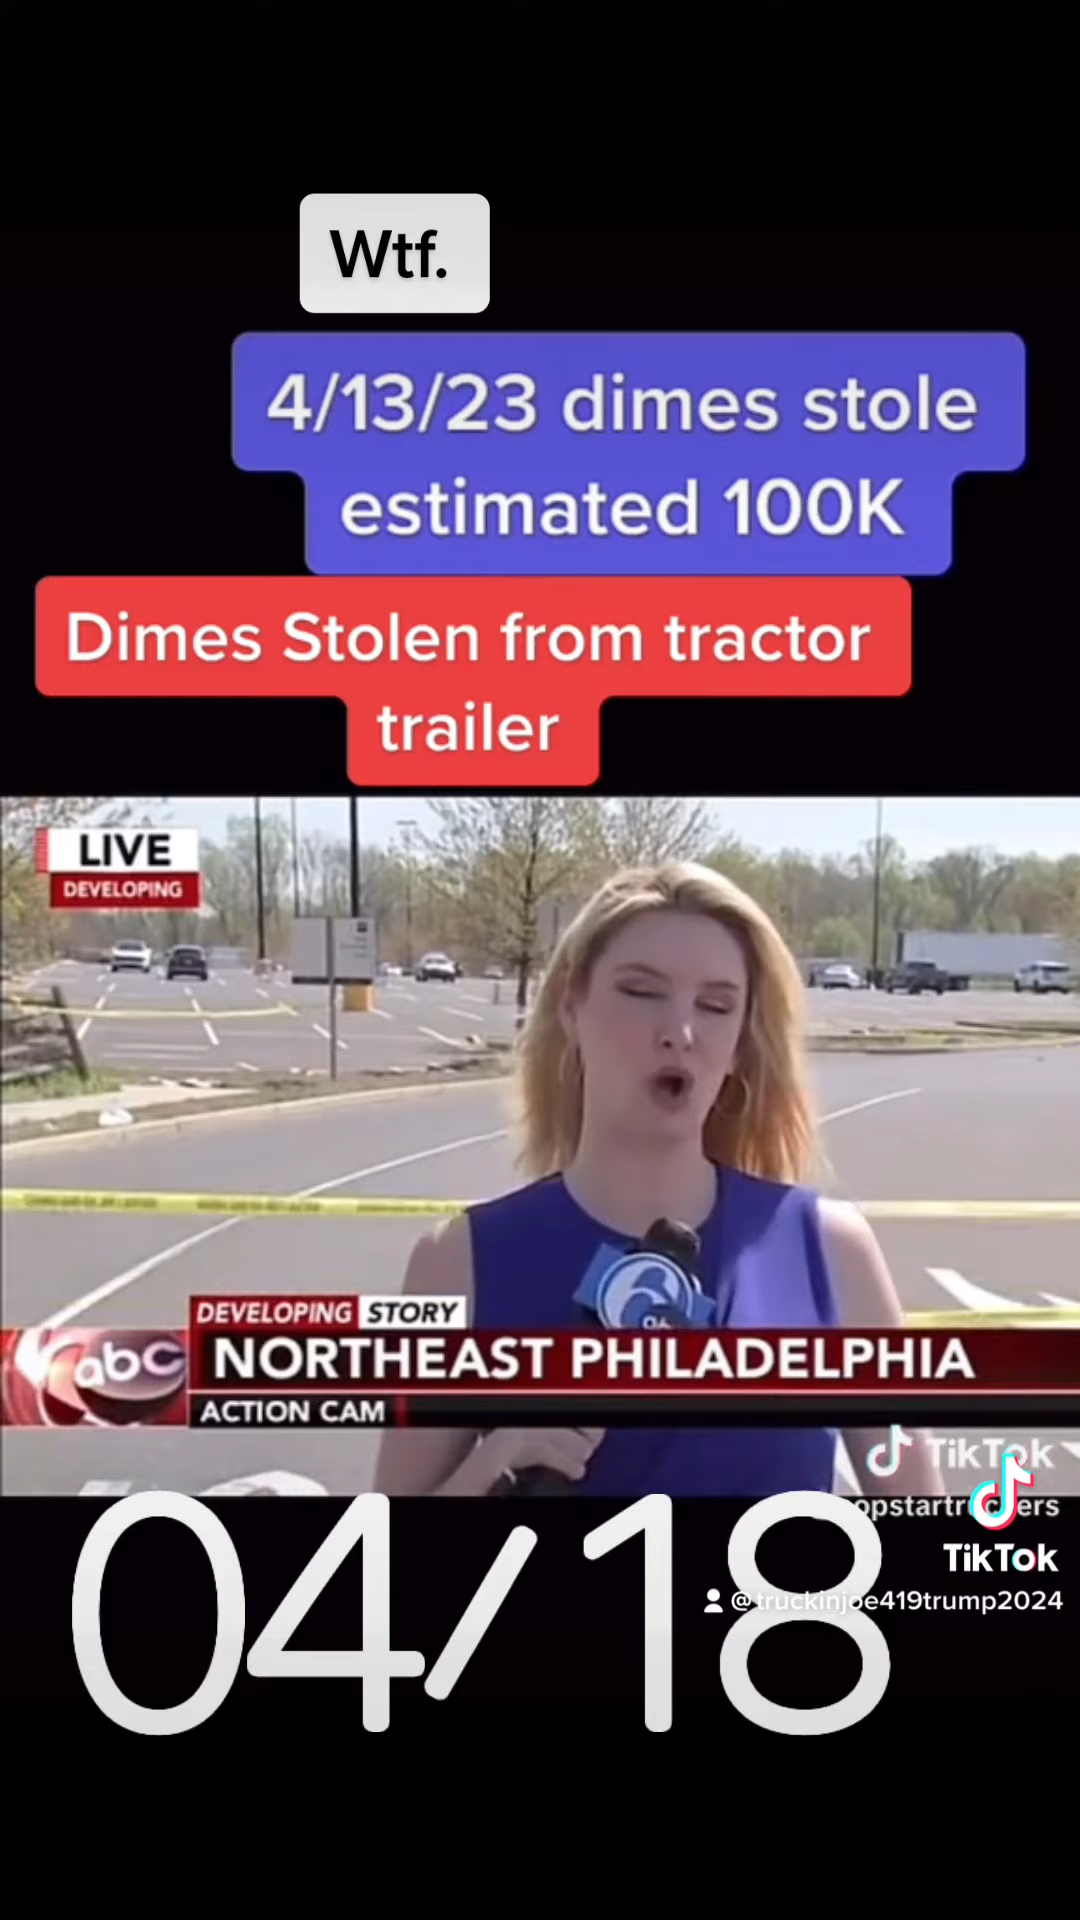 Wtf.
4/13/23 dimes stole
estimated 100K
Dimes Stolen from tractor
trailer
LIVE
DEVELOPING
DEVELOPING STORY
abc
NORTHEAST PHILADELPHIA
ACTION CAM
TikTok
TikTok
@truckinjoe419trump2024
04/18